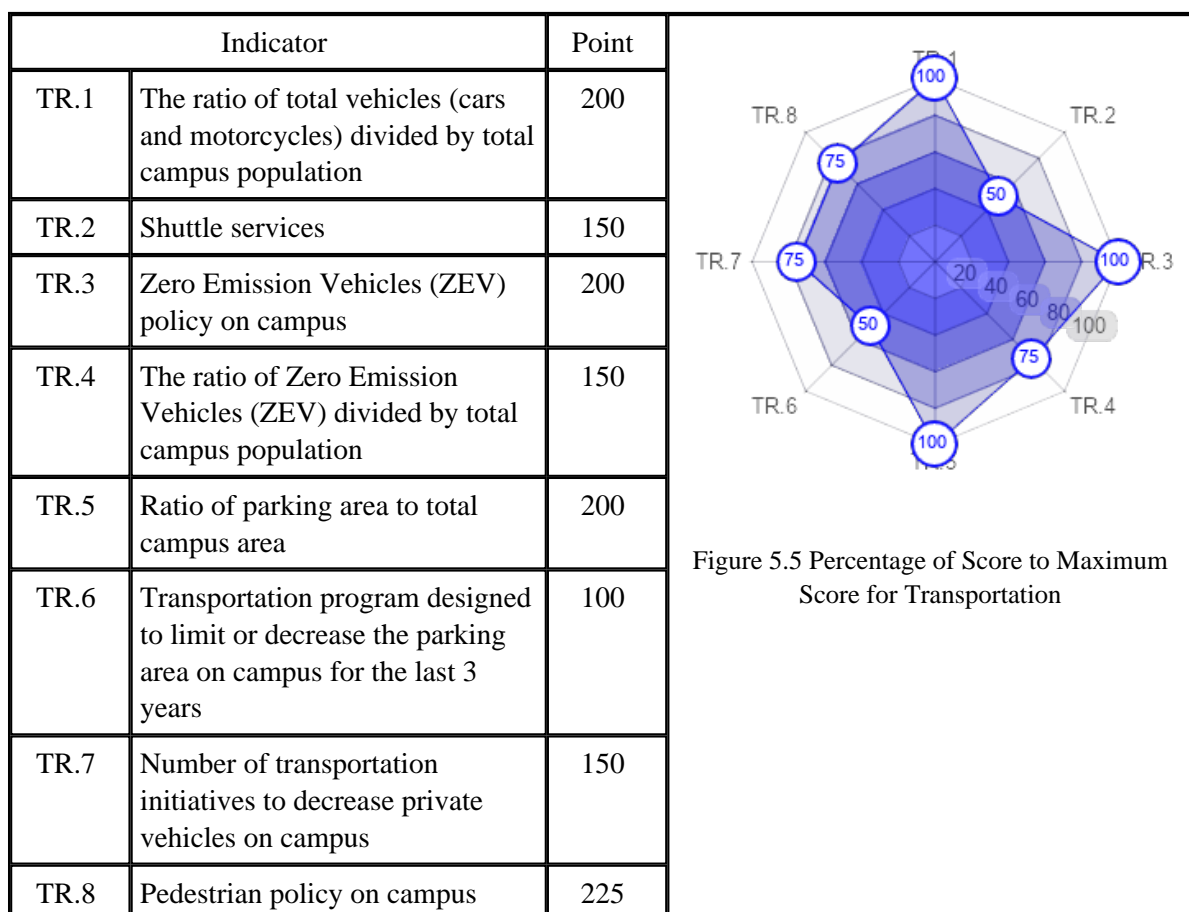 Indicator Point
TR.1 The ratio of total vehicles (cars 200
and motorcycles) divided by total
campus population
TR.2 Shuttle services 150
TR.3 Zero Emission Vehicles (ZEV) 200
policy on campus
TR.4 The ratio of Zero Emission 150
Vehicles (ZEV) divided by total
campus population
TR.5 Ratio of parking area to total 200
campus area
TR.6 Transportation program designed 100
to limit or decrease the parking
area on campus for the last 3
years
TR.7 Number of transportation 150
initiatives to decrease private
vehicles on campus
TR.8 Pedestrian policy on campus 225
100
TR.8 TR.2
75
50
TR.7 75 100 R.3
20
40
60
80
100
50
75
TR.6 TR.4
100
Figure 5.5 Percentage of Score to Maximum
Score for Transportation